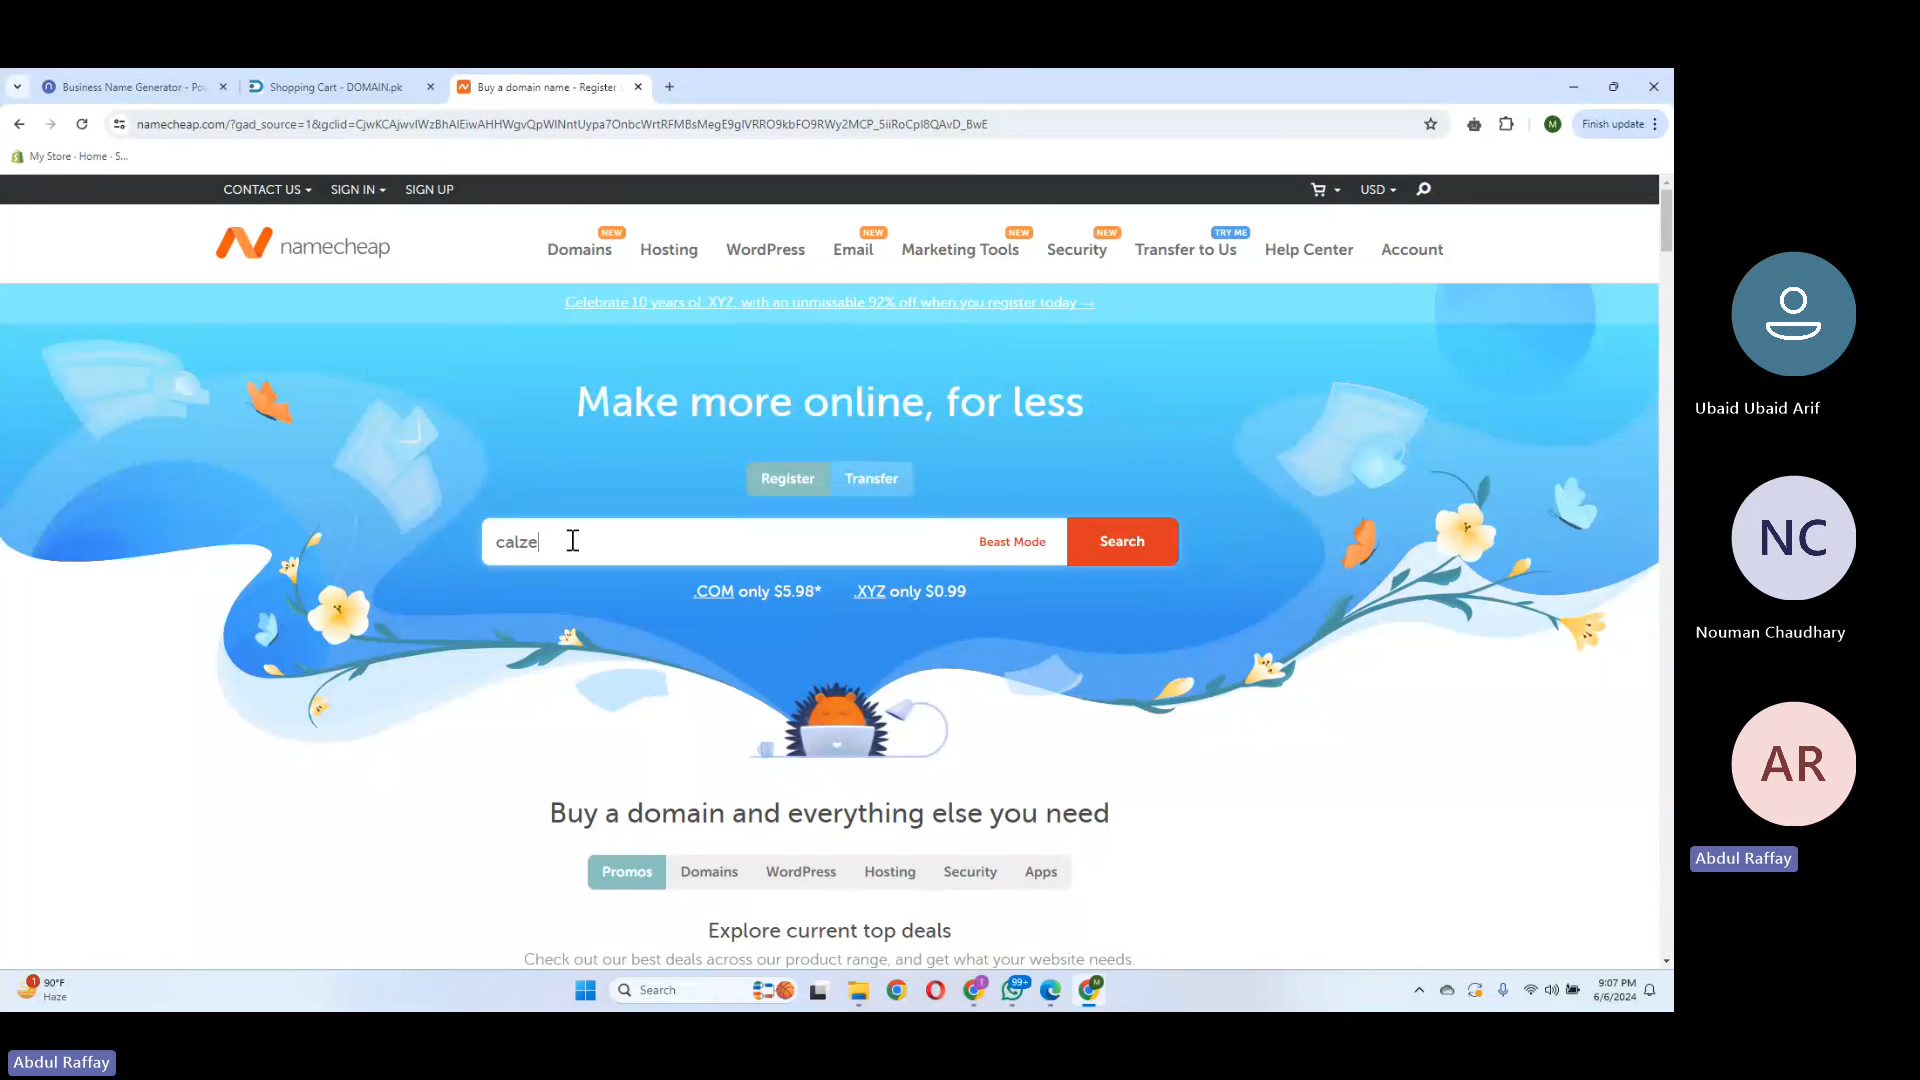 Business Name Generator - Po
Shopping Cart - DOMAIN.pk
Buy a domain name - Register
namecheap.com/?gad_source=1&gclid=CjwKCAjwvIWzBhAlEiwAHHWgvQpWINntUypa7OnbcWrtRFMBsMegE9gIVRRO9kbFO9RWy2MCP_5iiRoCpI8QAvD_BwE
M
Finish update
My Store · Home · S...
CONTACT US
SIGN IN
SIGN UP
USD
namecheap
NEW
NEW
NEW
NEW
TRY ME
Domains
Hosting
WordPress
Email
Marketing Tools
Security
Transfer to Us
Help Center
Account
Celebrate 10 years of .XYZ, with an unmissable 92% off when you register today →
Make more online, for less
Register
Transfer
calze
Beast Mode
Search
.COM only $5.98*
.XYZ only $0.99
Buy a domain and everything else you need
Promos
Domains
WordPress
Hosting
Security
Apps
Explore current top deals
Check out our best deals across our product range, and get what your website needs.
1
90°F
Haze
Search
T
99+
M
9:07 PM
6/6/2024
Ubaid Ubaid Arif
NC
Nouman Chaudhary
AR
Abdul Raffay
Abdul Raffay